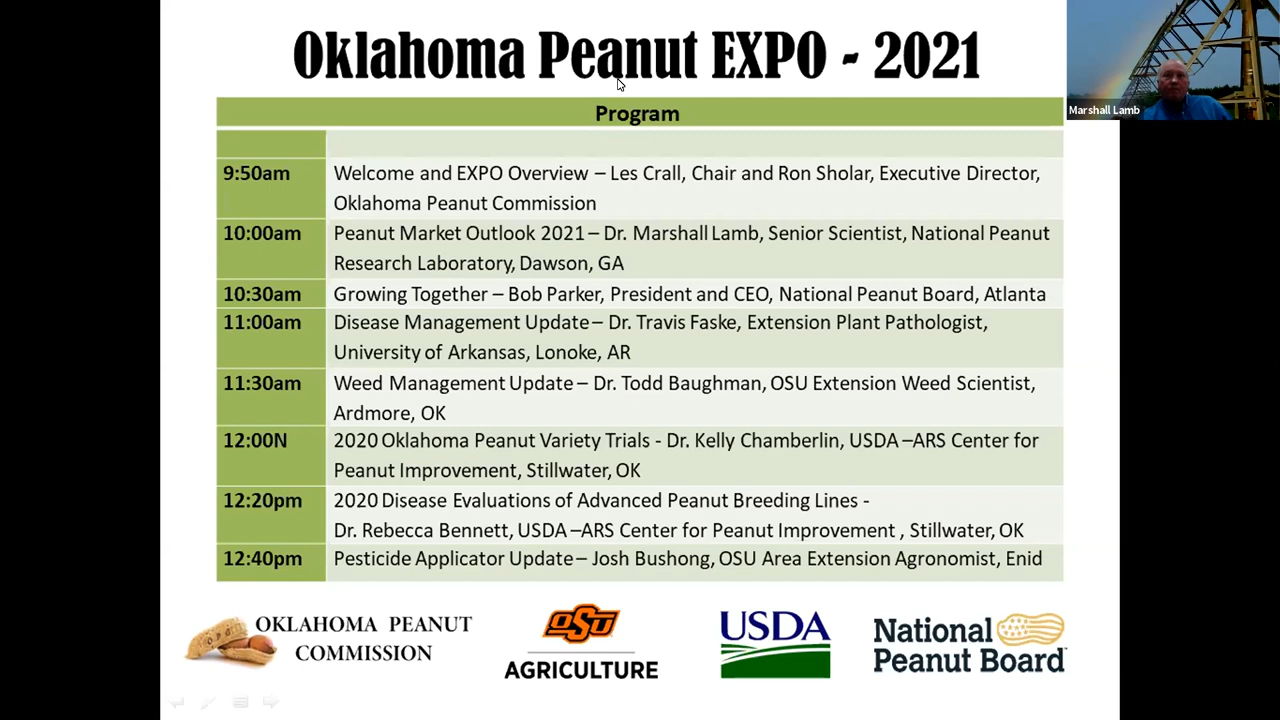 Oklahoma Peanut EXPO - 2021
Marshall Lamb
Program
9:50am Welcome and EXPO Overview – Les Crall, Chair and Ron Sholar, Executive Director,
Oklahoma Peanut Commission
10:00am Peanut Market Outlook 2021 – Dr. Marshall Lamb, Senior Scientist, National Peanut
Research Laboratory, Dawson, GA
10:30am Growing Together – Bob Parker, President and CEO, National Peanut Board, Atlanta
11:00am Disease Management Update – Dr. Travis Faske, Extension Plant Pathologist,
University of Arkansas, Lonoke, AR
11:30am Weed Management Update – Dr. Todd Baughman, OSU Extension Weed Scientist,
Ardmore, OK
12:00N 2020 Oklahoma Peanut Variety Trials - Dr. Kelly Chamberlin, USDA –ARS Center for
Peanut Improvement, Stillwater, OK
12:20pm 2020 Disease Evaluations of Advanced Peanut Breeding Lines -
Dr. Rebecca Bennett, USDA –ARS Center for Peanut Improvement , Stillwater, OK
12:40pm Pesticide Applicator Update – Josh Bushong, OSU Area Extension Agronomist, Enid
OPC
OKLAHOMA PEANUT
COMMISSION
OSU
AGRICULTURE
USDA
National
Peanut Board